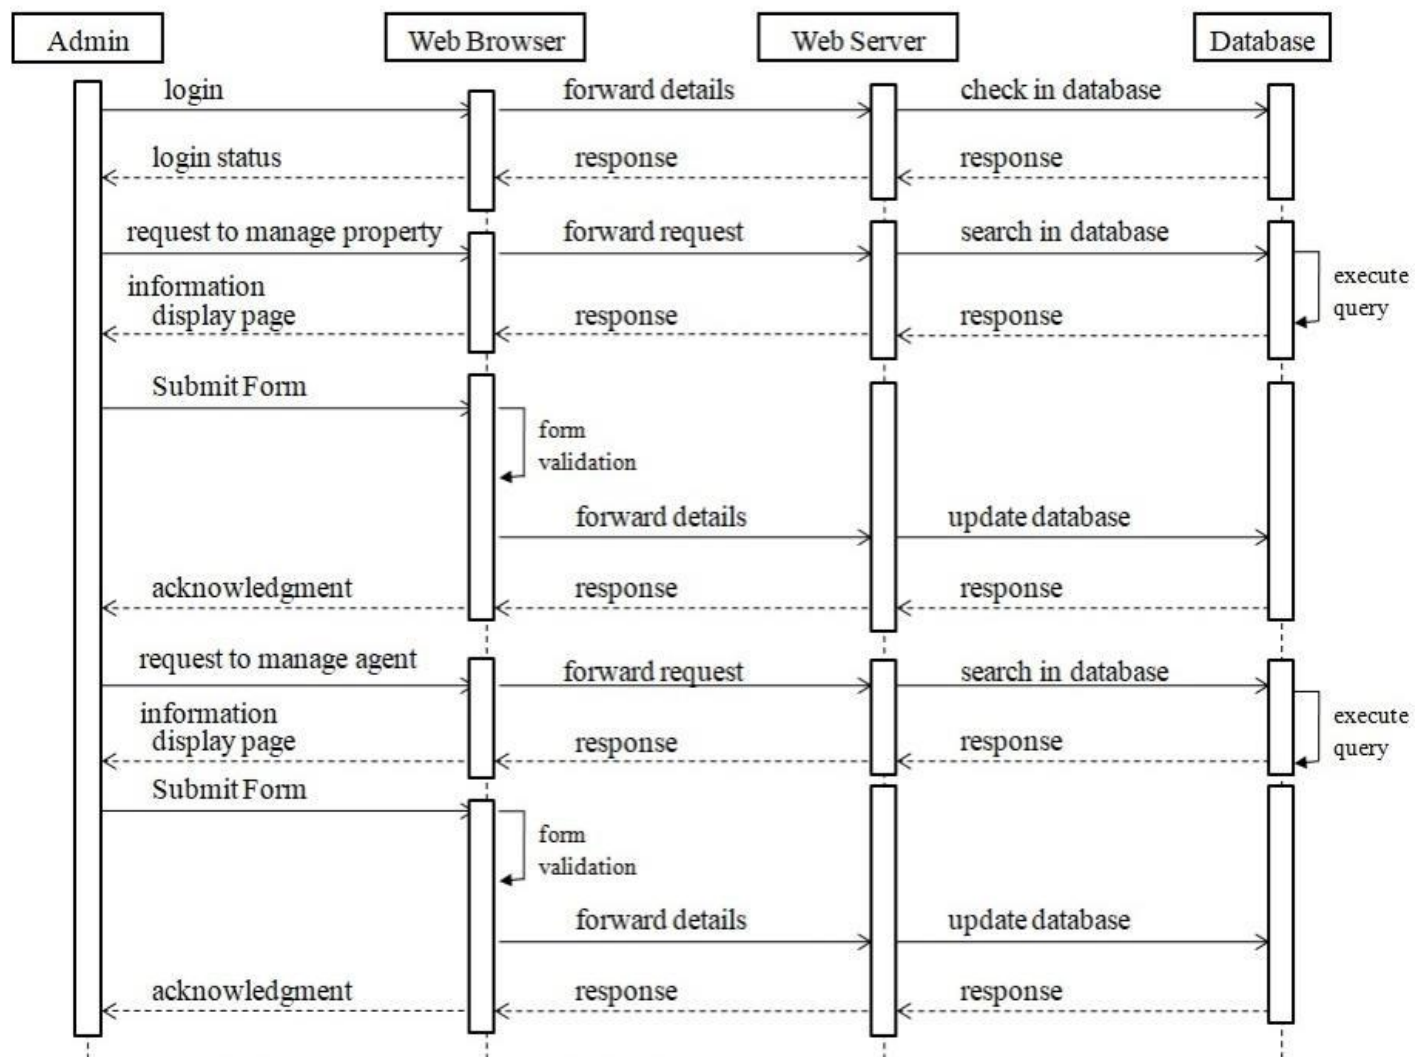 Admin
Web Browser
Web Server
Database
login
forward details
check in database
login status
response
response
request to manage property
forward request
search in database
execute
query
information
display page
response
response
Submit Form
form
validation
forward details
update database
acknowledgment
response
response
request to manage agent
forward request
search in database
execute
query
information
display page
response
response
Submit Form
form
validation
forward details
update database
acknowledgment
response
response